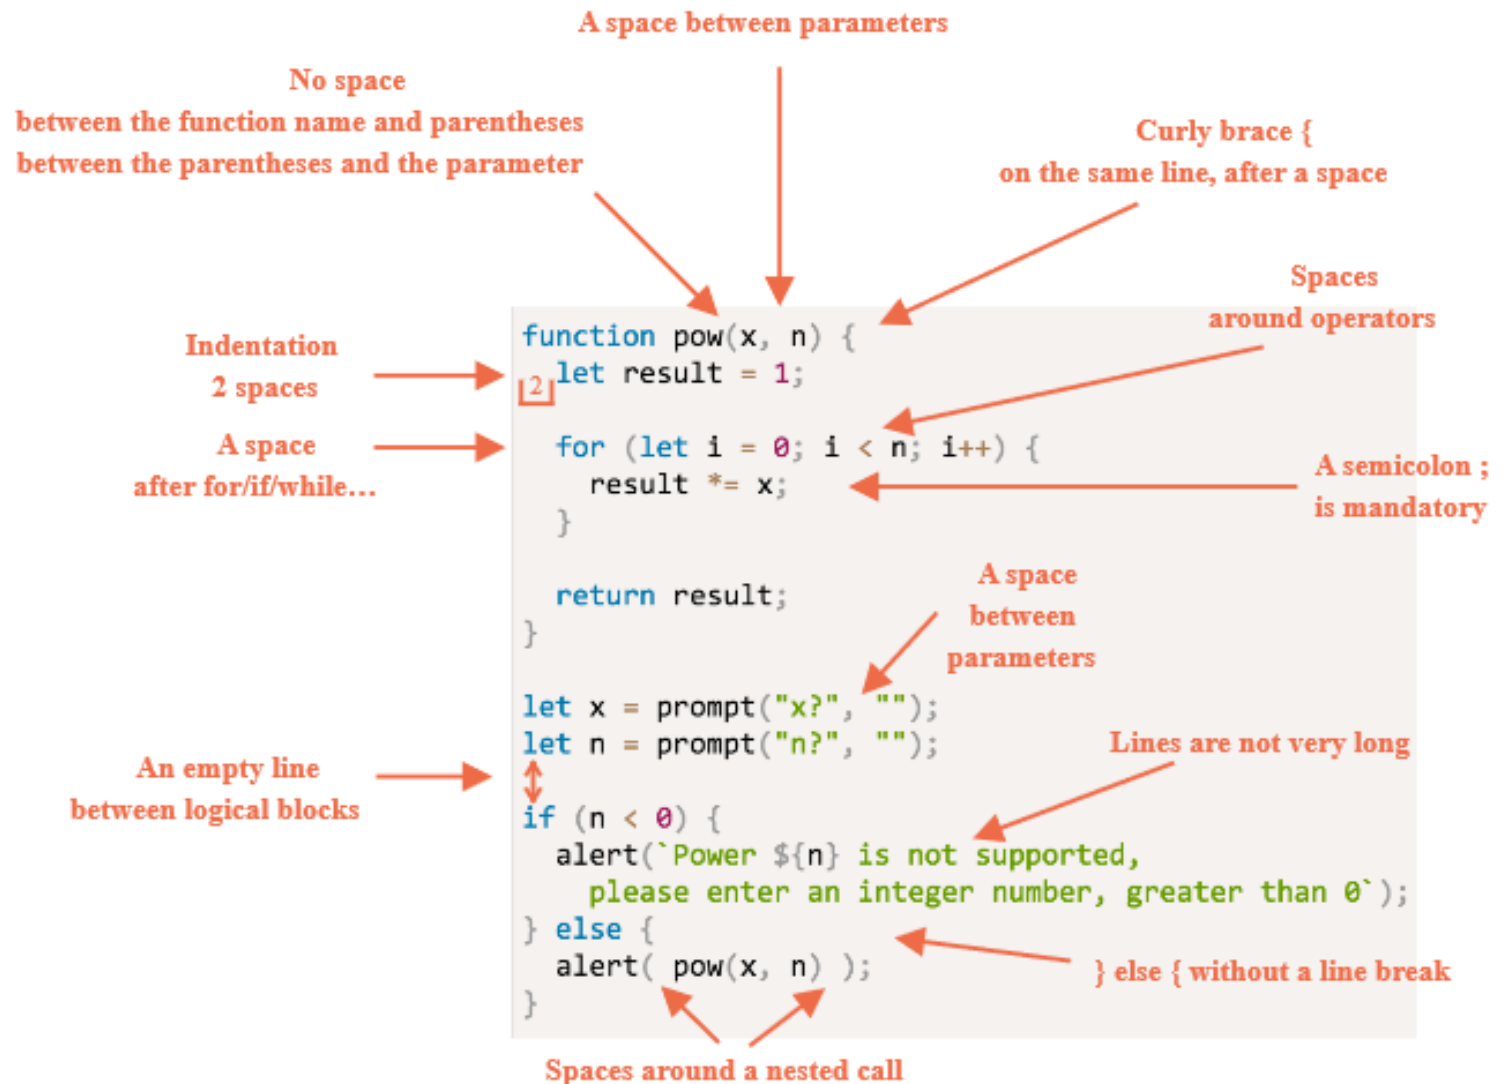 A space between parameters
No space
between the function name and parentheses
between the parentheses and the parameter
Curly brace {
on the same line, after a space
Spaces
around operators
Indentation
2 spaces
A space
after for/if/while…
function pow(x, n) {
2
  let result = 1;

  for (let i = 0; i < n; i++) {
    result *= x;
  }

  return result;
}

let x = prompt("x?", "");
let n = prompt("n?", "");

if (n < 0) {
  alert(`Power ${n} is not supported,
    please enter an integer number, greater than 0`);
} else {
  alert( pow(x, n) );
}
A semicolon ;
is mandatory
A space
between
parameters
An empty line
between logical blocks
Lines are not very long
} else { without a line break
Spaces around a nested call